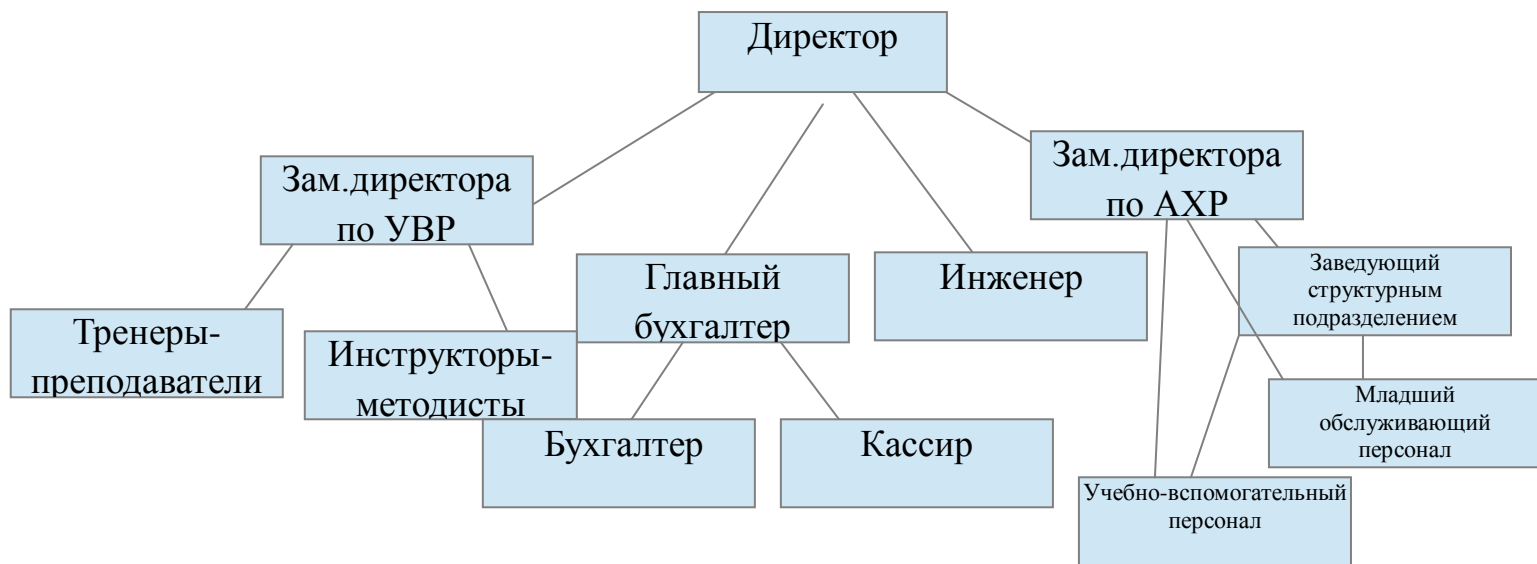 Директор
Зам.директора
по УВР
Зам.директора
по АХР
Главный
бухгалтер
Инженер
Заведующий
структурным
подразделением
Тренеры-
преподаватели
Инструкторы-
методисты
Младший
обслуживающий
персонал
Бухгалтер
Кассир
Учебно-вспомогательный
персонал